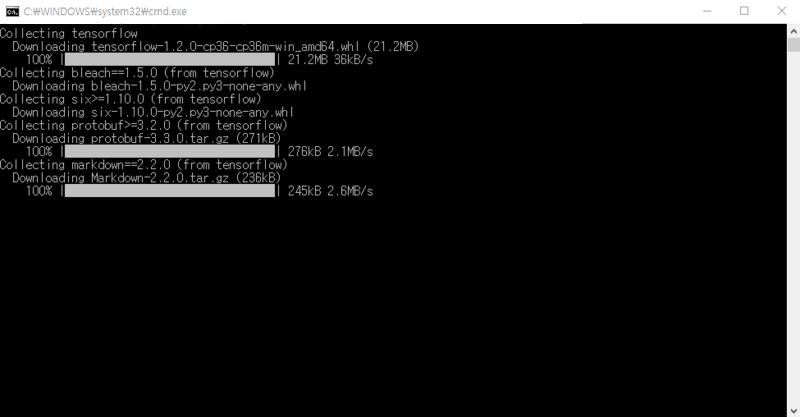 C:₩WINDOWS₩system32₩cmd.exe
Collecting tensorflow
Downloading tensorflow-1.2.0-cp36-cp36m-win_amd64.whl (21.2MB)
100% |████████████████████████████████| 21.2MB 36kB/s
Collecting bleach==1.5.0 (from tensorflow)
Downloading bleach-1.5.0-py2.py3-none-any.whl
Collecting six>=1.10.0 (from tensorflow)
Downloading six-1.10.0-py2.py3-none-any.whl
Collecting protobuf>=3.2.0 (from tensorflow)
Downloading protobuf-3.3.0.tar.gz (271kB)
100% |████████████████████████████████| 276kB 2.1MB/s
Collecting markdown==2.2.0 (from tensorflow)
Downloading Markdown-2.2.0.tar.gz (236kB)
100% |████████████████████████████████| 245kB 2.6MB/s